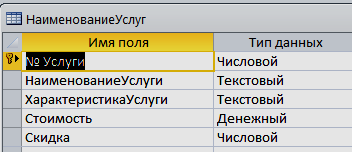 НаименованиеУслуг
Имя поля Тип данных
№ Услуги Числовой
НаименованиеУслуги Текстовый
ХарактеристикаУслуги Текстовый
Стоимость Денежный
Скидка Числовой